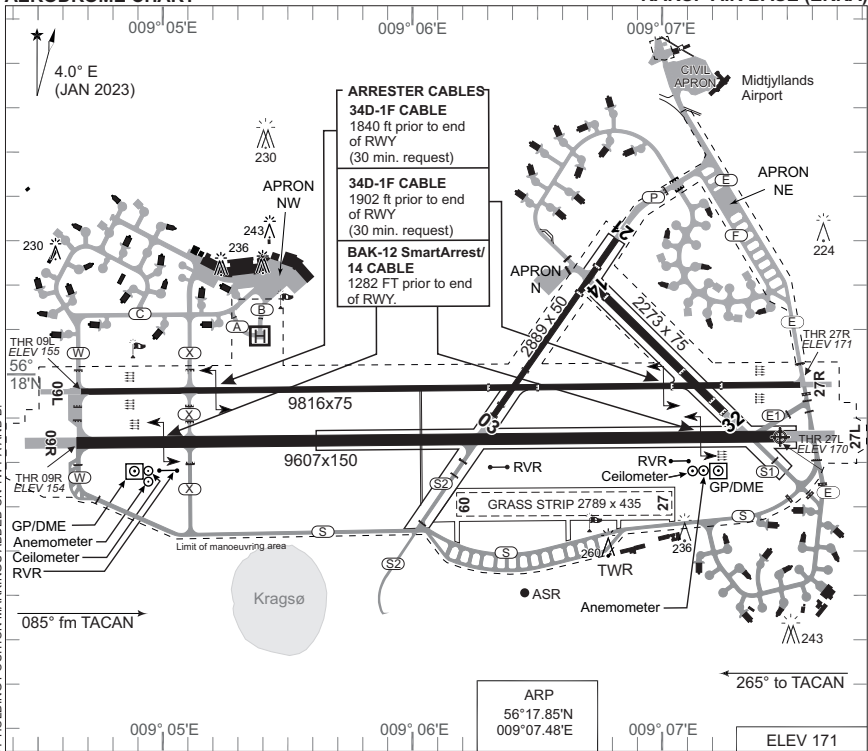 009° 05'E
009° 06'E
009° 07'E
4.0° E
(JAN 2023)
ARRESTER CABLES
34D-1F CABLE
1840 ft prior to end
of RWY
(30 min. request)
34D-1F CABLE
1902 ft prior to end
of RWY
(30 min. request)
BAK-12 SmartArrest/
14 CABLE
1282 FT prior to end
of RWY.
CIVIL
APRON
Midtjyllands
Airport
230
APRON
NW
243
236
230
APRON
NE
E
P
F
224
21
APRON
N
14
C
B
A
H
2889 x 50
2273 x 75
E
THR 09L
ELEV 155
W
X
THR 27R
ELEV 171
56°
18'N
09L
9816x75
27R
X
03
32
E1
09R
9607x150
27L
THR 27L
ELEV 170
THR 09R
ELEV 154
W
X
S2
RVR
RVR
Ceilometer
GP/DME
S1
E
09
GRASS STRIP 2789 x 435
27
GP/DME
Anemometer
Ceilometer
RVR
S
Limit of manoeuvring area
S
S
S2
260
TWR
236
Kragsø
ASR
Anemometer
085° fm TACAN
243
265° to TACAN
ARP
56°17.85'N
009°07.48'E
009° 05'E
009° 06'E
009° 07'E
ELEV 171